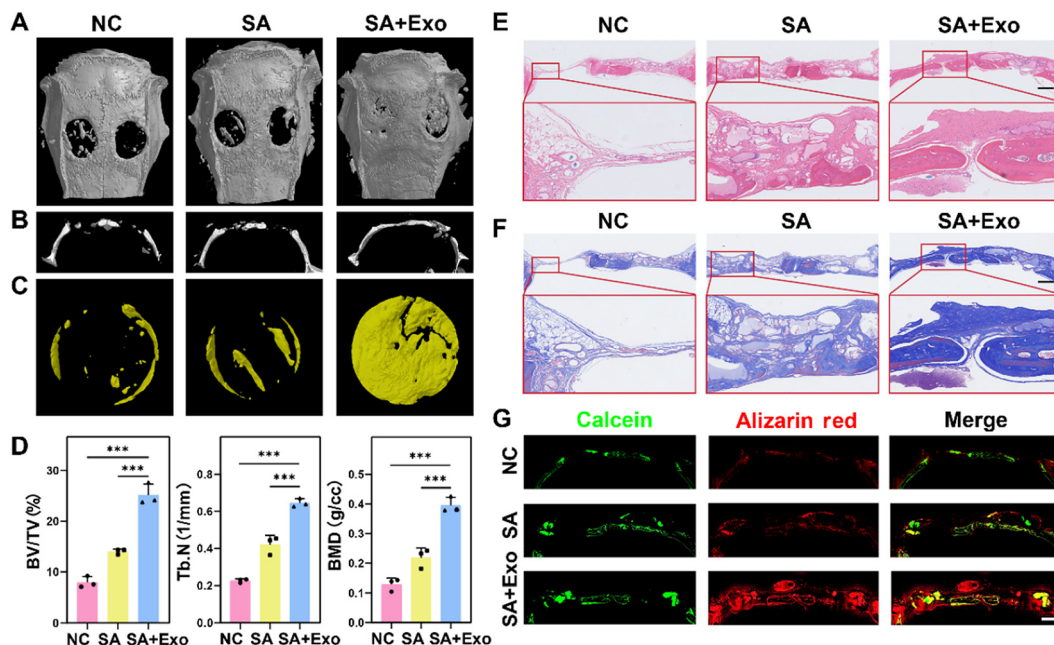 A
NC
SA
SA+Exo
B
C
D
BV/TV (%)
30
20
10
0
***
***
NC SA SA+Exo
Tb.N (1/mm)
0.8
0.6
0.4
0.2
0.0
***
***
NC SA SA+Exo
BMD (g/cc)
0.5
0.4
0.3
0.2
0.1
0.0
***
***
NC SA SA+Exo
E
NC
SA
SA+Exo
F
NC
SA
SA+Exo
G
Calcein
Alizarin red
Merge
NC
SA
SA+Exo